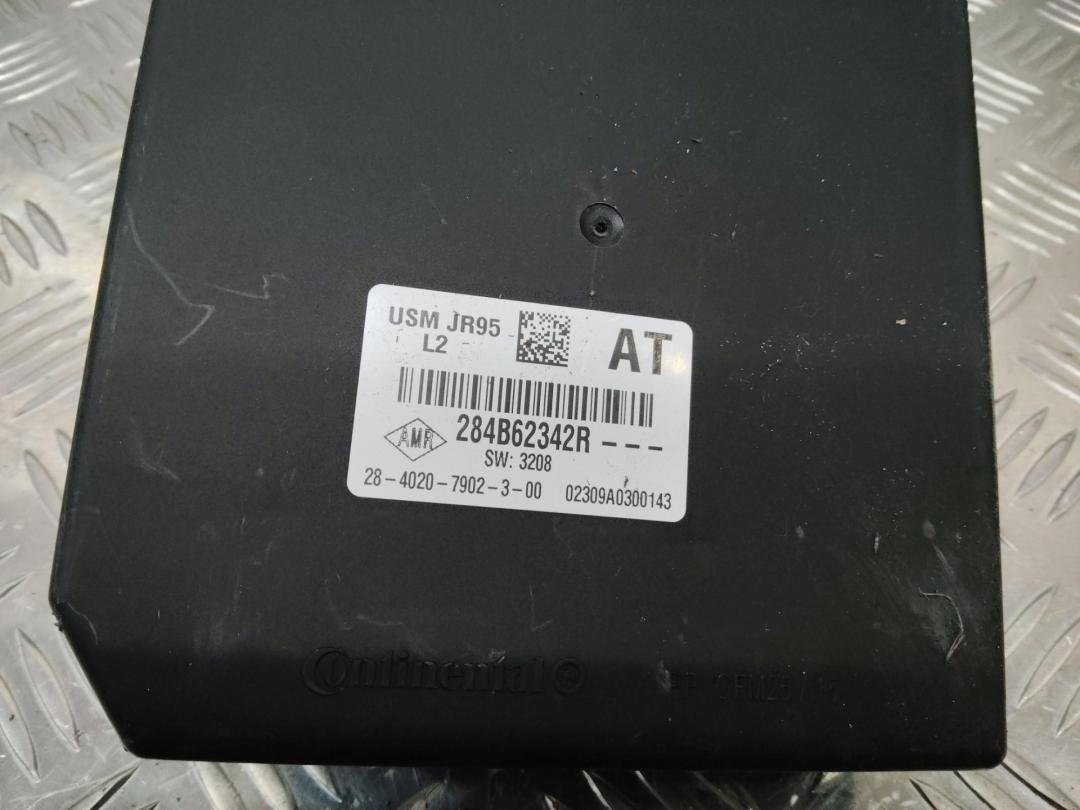 USM JR95
L2
AT
AMR
284B62342R ---
SW: 3208
28-4020-7902-3-00 02309A0300143
Continental